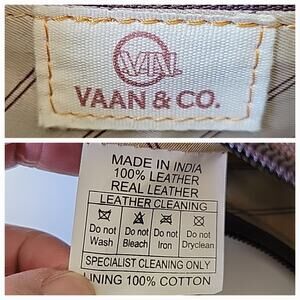 VAAN
VAAN & CO.
MADE IN INDIA
100% LEATHER
REAL LEATHER
LEATHER CLEANING
Do not Wash
Do not Bleach
Do not Iron
Do not Dryclean
SPECIALIST CLEANING ONLY
LINING 100% COTTON